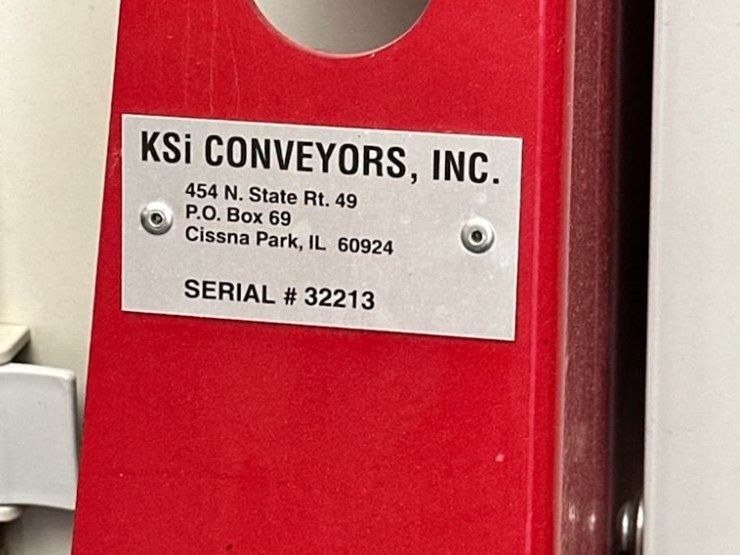 KSi CONVEYORS, INC.
454 N. State Rt. 49
P.O. Box 69
Cissna Park, IL 60924
SERIAL # 32213